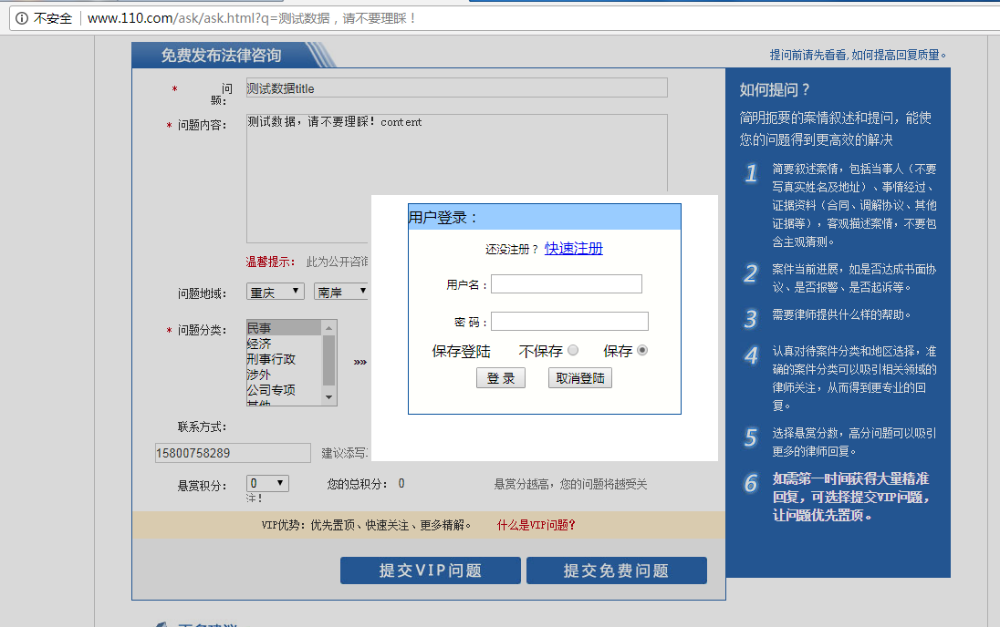 不安全 | www.110.com/ask/ask.html?q=测试数据，请不要理睬！
免费发布法律咨询
提问前请先看看, 如何提高回复质量。
* 问题： 测试数据title
* 问题内容： 测试数据，请不要理睬！content
温馨提示： 此为公开咨询
问题地域： 重庆 南岸
* 问题分类： 民事
经济
刑事行政
涉外
公司专项
其他
»»
联系方式：
15800758289 建议添写
悬赏积分： 0 您的总积分： 0 悬赏分越高，您的问题将越受关
注！
VIP优势：优先置顶、快速关注、更多精解。 什么是VIP问题？
提交VIP问题 提交免费问题
用户登录：
还没注册？ 快速注册
用户名：
密 码：
保存登陆 不保存 保存
登 录 取消登陆
如何提问？
简明扼要的案情叙述和提问，能使
您的问题得到更高效的解决
1 简要叙述案情，包括当事人（不要
写真实姓名及地址）、事情经过、
证据资料（合同、调解协议、其他
证据等），客观描述案情，不要包
含主观猜测。
2 案件当前进展，如是否达成书面协
议、是否报警、是否起诉等。
3 需要律师提供什么样的帮助。
4 认真对待案件分类和地区选择，准
确的案件分类可以吸引相关领域的
律师关注，从而得到更专业的回
复。
5 选择悬赏分数，高分问题可以吸引
更多的律师回复。
6 如需第一时间获得大量精准
回复，可选择提交VIP问题，
让问题优先置顶。